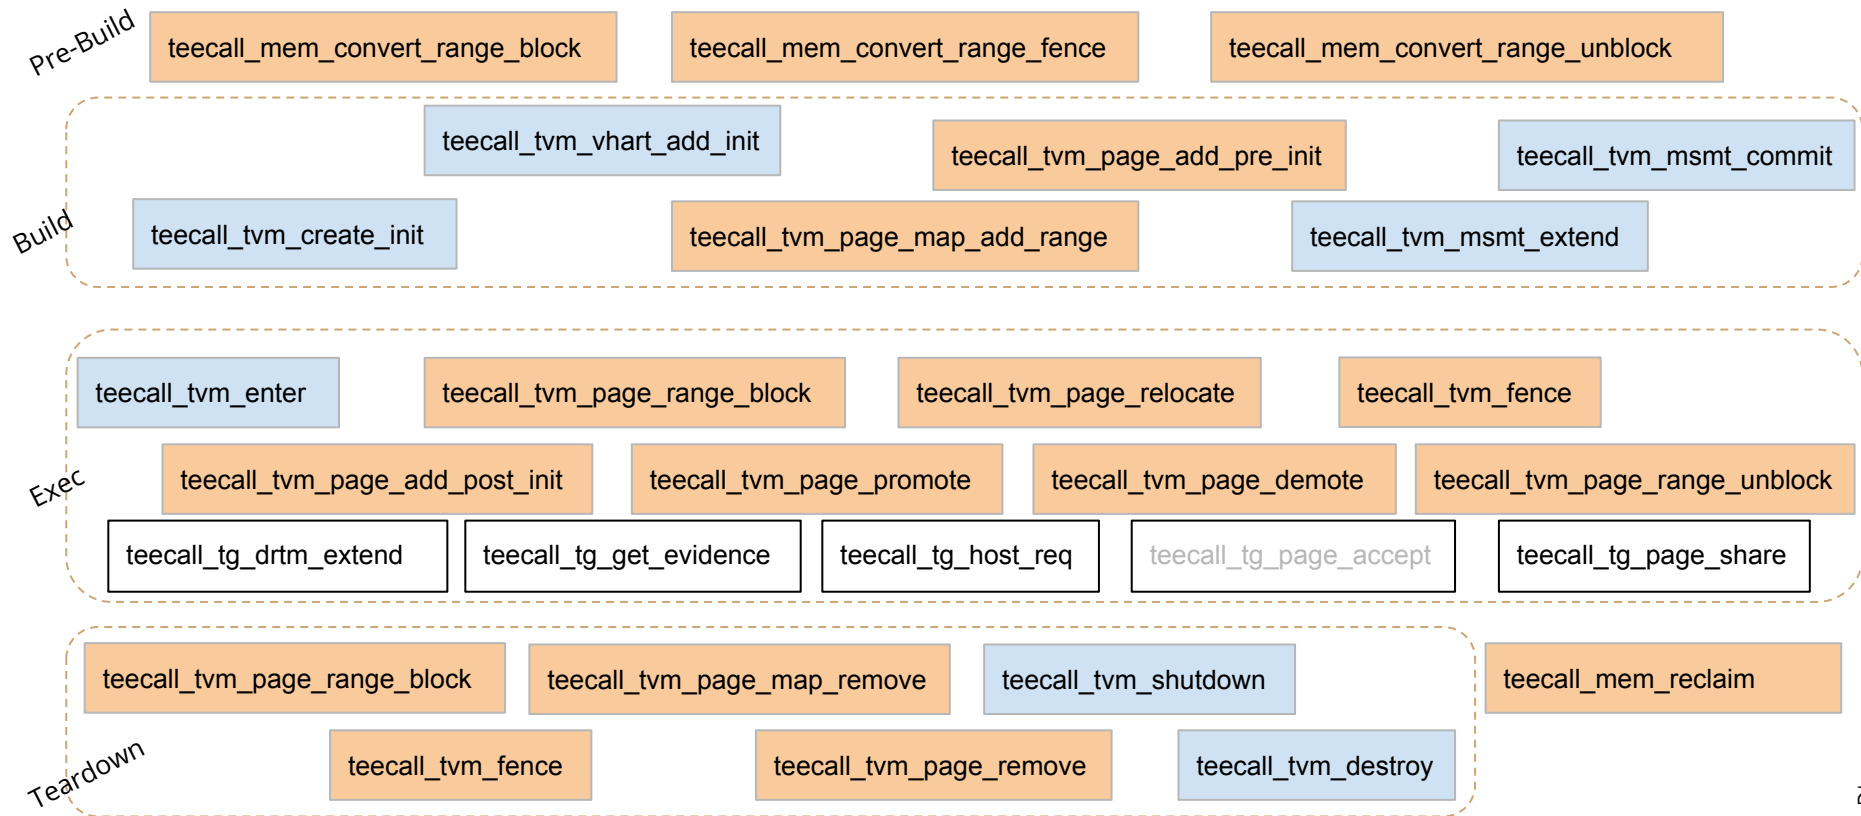 Pre-Build
teecall_mem_convert_range_block
teecall_mem_convert_range_fence
teecall_mem_convert_range_unblock
Build
teecall_tvm_vhart_add_init
teecall_tvm_page_add_pre_init
teecall_tvm_msmt_commit
teecall_tvm_create_init
teecall_tvm_page_map_add_range
teecall_tvm_msmt_extend
Exec
teecall_tvm_enter
teecall_tvm_page_range_block
teecall_tvm_page_relocate
teecall_tvm_fence
teecall_tvm_page_add_post_init
teecall_tvm_page_promote
teecall_tvm_page_demote
teecall_tvm_page_range_unblock
teecall_tg_drtm_extend
teecall_tg_get_evidence
teecall_tg_host_req
teecall_tg_page_accept
teecall_tg_page_share
Teardown
teecall_tvm_page_range_block
teecall_tvm_page_map_remove
teecall_tvm_shutdown
teecall_mem_reclaim
teecall_tvm_fence
teecall_tvm_page_remove
teecall_tvm_destroy